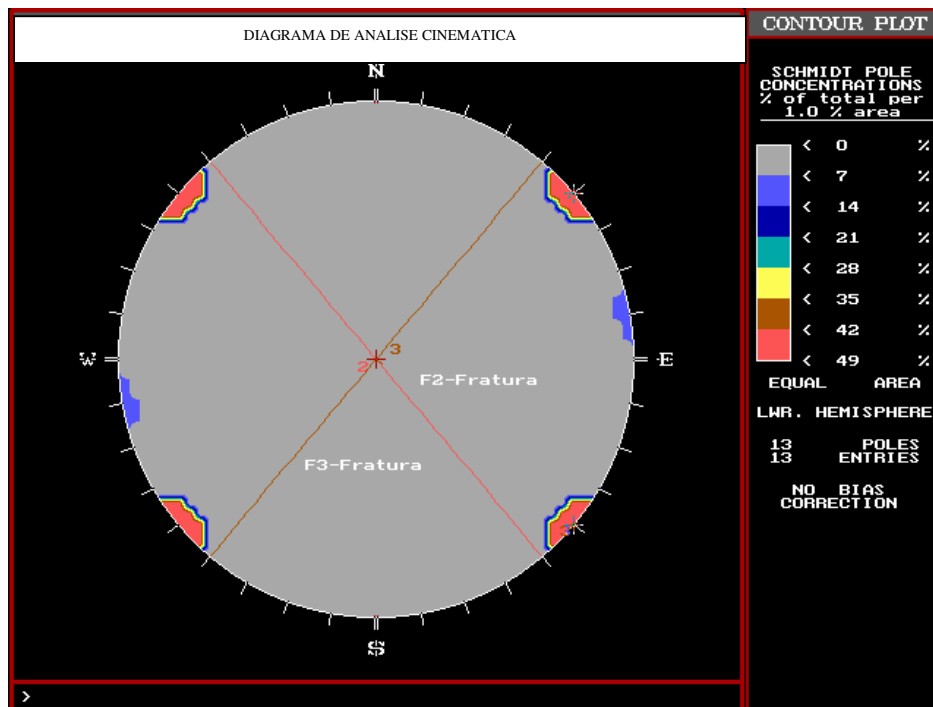 DIAGRAMA DE ANALISE CINEMATICA
N
W
E
3
2
F2-Fratura
F3-Fratura
S
>
CONTOUR PLOT
SCHMIDT POLE
CONCENTRATIONS
% of total per
1.0 % area
< 0 %
< 7 %
< 14 %
< 21 %
< 28 %
< 35 %
< 42 %
< 49 %
EQUAL AREA
LWR. HEMISPHERE
13 POLES
13 ENTRIES
NO BIAS
CORRECTION